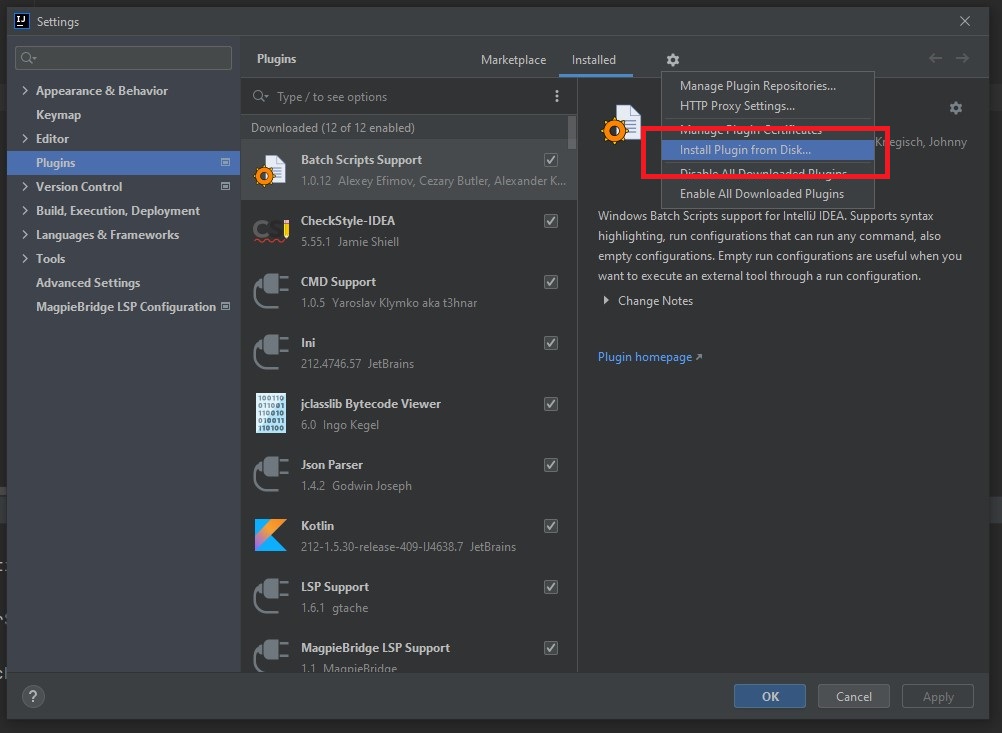 Settings
Plugins
Marketplace
Installed
Appearance & Behavior
Keymap
Editor
Plugins
Version Control
Build, Execution, Deployment
Languages & Frameworks
Tools
Advanced Settings
MagpieBridge LSP Configuration
Type / to see options
Downloaded (12 of 12 enabled)
Batch Scripts Support
1.0.12 Alexey Efimov, Cezary Butler, Alexander K...
CheckStyle-IDEA
5.55.1 Jamie Shiell
CMD Support
1.0.5 Yaroslav Klymko aka t3hnar
Ini
212.4746.57 JetBrains
jclasslib Bytecode Viewer
6.0 Ingo Kegel
Json Parser
1.4.2 Godwin Joseph
Kotlin
212-1.5.30-release-409-IJ4638.7 JetBrains
LSP Support
1.6.1 gtache
MagpieBridge LSP Support
1.1 MagpieBridge
Manage Plugin Repositories...
HTTP Proxy Settings...
Manage Plugin Certificates
Install Plugin from Disk...
Disable All Downloaded Plugins
Enable All Downloaded Plugins
Kregisch, Johnny
Windows Batch Scripts support for IntelliJ IDEA. Supports syntax
highlighting, run configurations that can run any command, also
empty configurations. Empty run configurations are useful when you
want to execute an external tool through a run configuration.
Change Notes
Plugin homepage
?
OK
Cancel
Apply